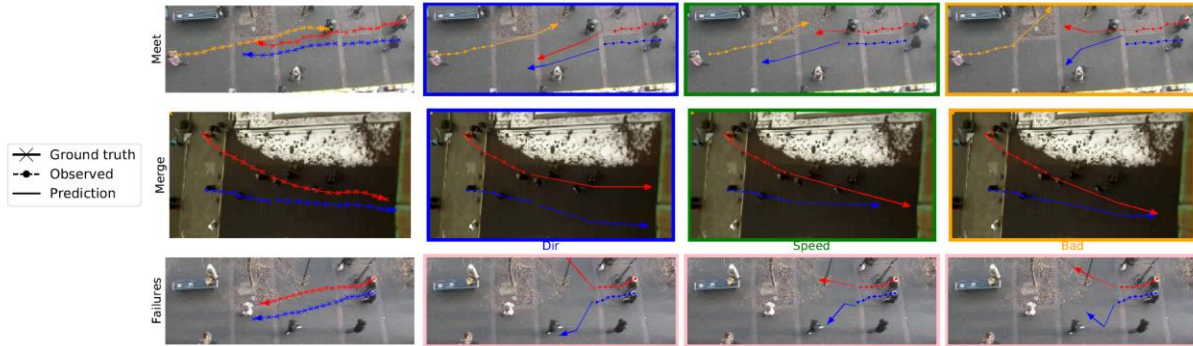 Meet
Ground truth
Observed
Prediction
Merge
Dir
Speed
Bad
Failures